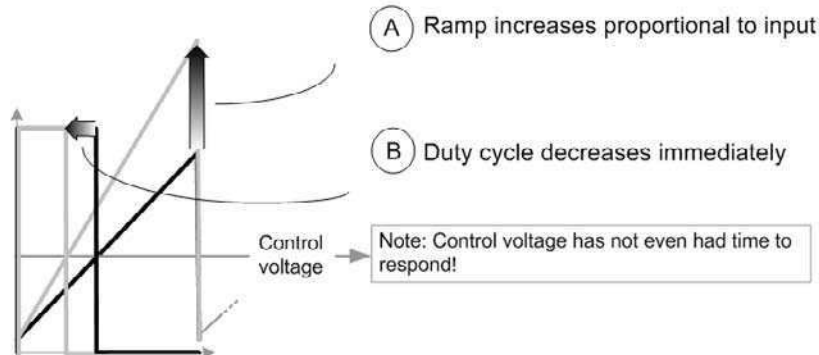 A Ramp increases proportional to input
B Duty cycle decreases immediately
Control
voltage
Note: Control voltage has not even had time to
respond!